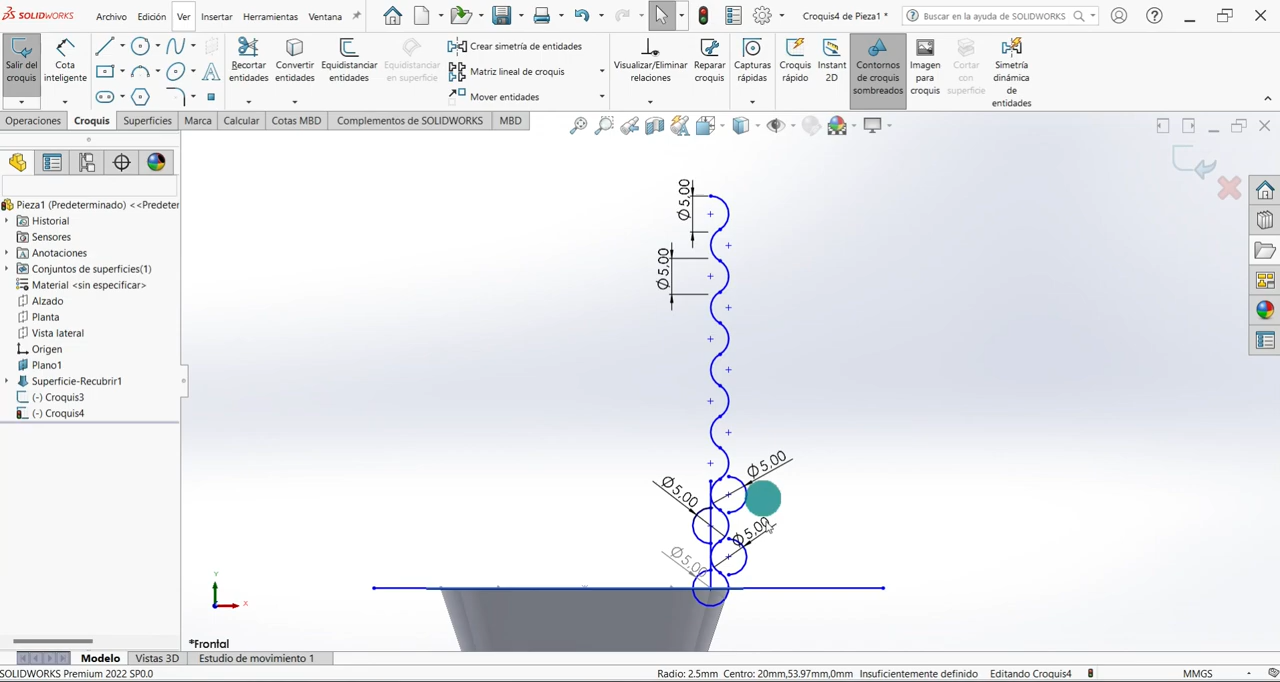 SOLIDWORKS
Archivo Edición Ver Insertar Herramientas Ventana
Croquis4 de Pieza1 *
Buscar en la ayuda de SOLIDWORKS
Salir del croquis
Cota inteligente
Recortar entidades
Convertir entidades
Equidistanciar entidades
Equidistanciar en superficie
Crear simetría de entidades
Matriz lineal de croquis
Mover entidades
Visualizar/Eliminar relaciones
Reparar croquis
Capturas rápidas
Croquis rápido
Instant 2D
Contornos de croquis sombreados
Imagen para croquis
Cortar con superficie
Simetría dinámica de entidades
Operaciones Croquis Superficies Marca Calcular Cotas MBD Complementos de SOLIDWORKS MBD
Pieza1 (Predeterminado) <<Predeter
Historial
Sensores
Anotaciones
Conjuntos de superficies(1)
Material <sin especificar>
Alzado
Planta
Vista lateral
Origen
Plano1
Superficie-Recubrir1
(-) Croquis3
(-) Croquis4
Ø5,00
Ø5,00
Ø5,00
Ø5,00
Ø5,00
Ø5,00
Y
X
*Frontal
Modelo Vistas 3D Estudio de movimiento 1
SOLIDWORKS Premium 2022 SP0.0
Radio: 2.5mm Centro: 20mm,53.97mm,0mm Insuficientemente definido Editando Croquis4 MMGS